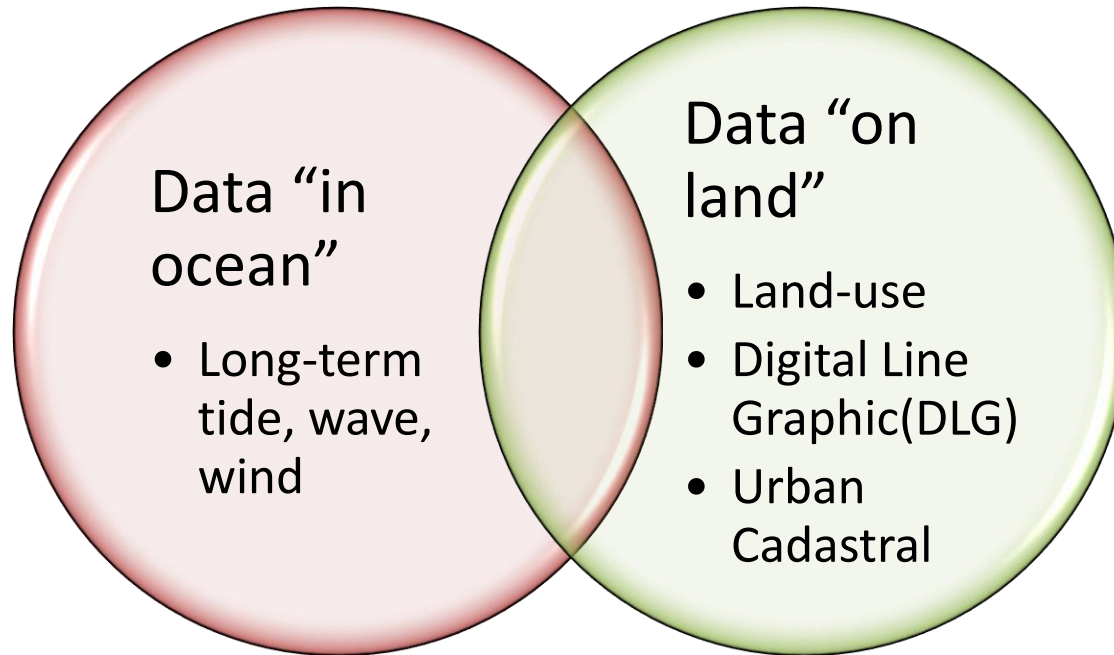 Data “in
ocean”
• Long-term
tide, wave,
wind
Data “on
land”
• Land-use
• Digital Line
Graphic(DLG)
• Urban
Cadastral